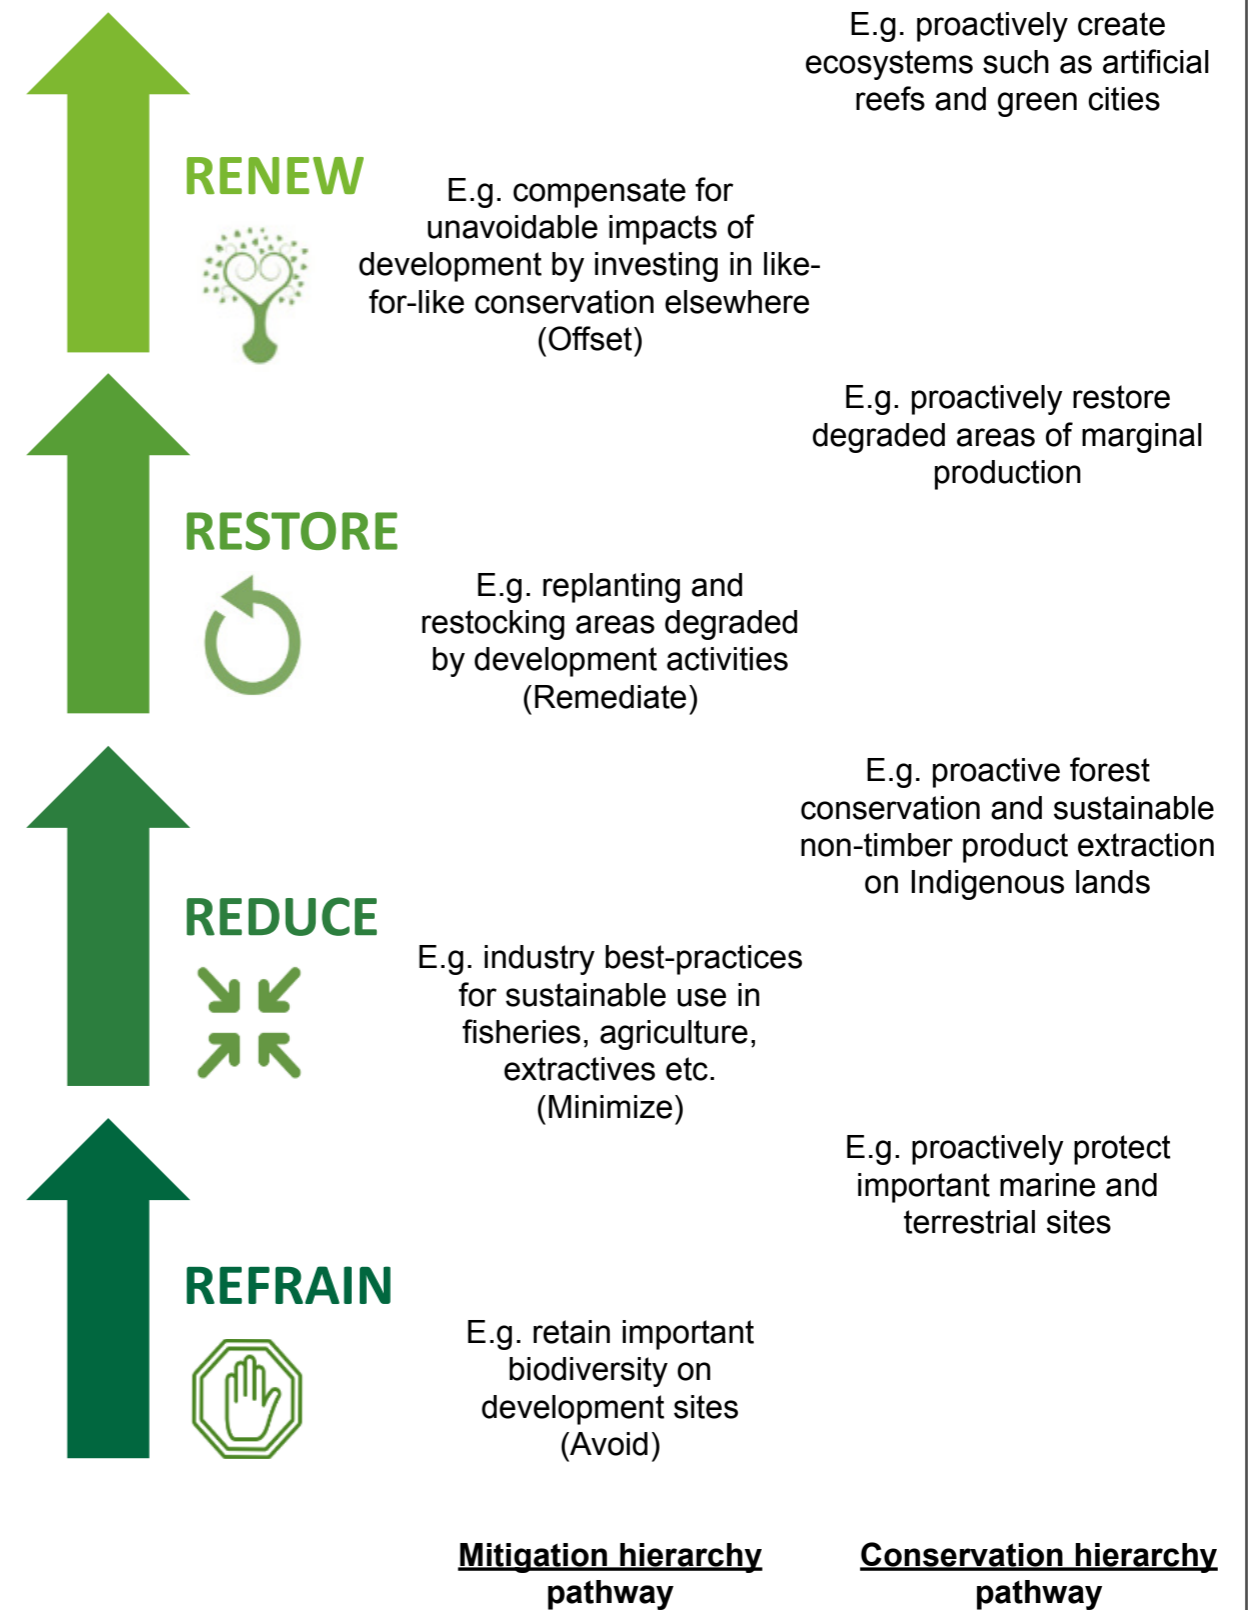 E.g. proactively create
ecosystems such as artificial
reefs and green cities
RENEW
E.g. compensate for
unavoidable impacts of
development by investing in like-
for-like conservation elsewhere
(Offset)
E.g. proactively restore
degraded areas of marginal
production
RESTORE
E.g. replanting and
restocking areas degraded
by development activities
(Remediate)
E.g. proactive forest
conservation and sustainable
non-timber product extraction
on Indigenous lands
REDUCE
E.g. industry best-practices
for sustainable use in
fisheries, agriculture,
extractives etc.
(Minimize)
E.g. proactively protect
important marine and
terrestrial sites
REFRAIN
E.g. retain important
biodiversity on
development sites
(Avoid)
Mitigation hierarchy
pathway
Conservation hierarchy
pathway